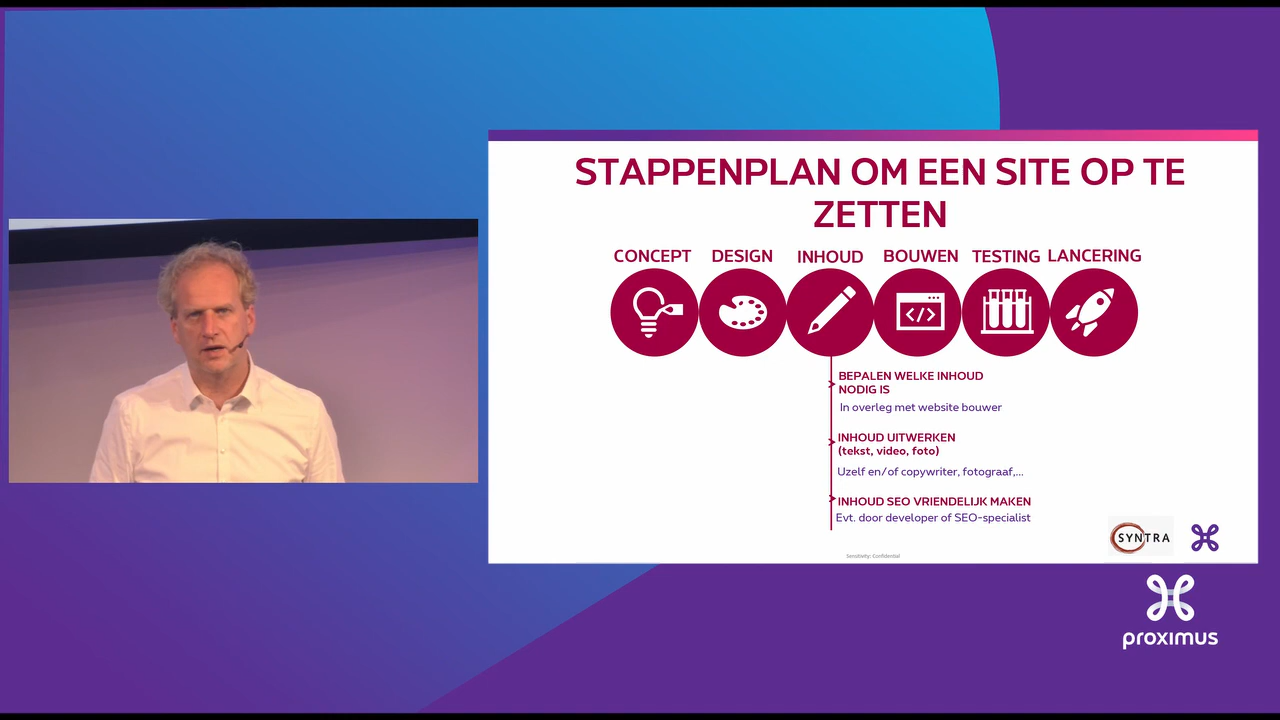 STAPPENPLAN OM EEN SITE OP TE
ZETTEN
CONCEPT DESIGN INHOUD BOUWEN TESTING LANCERING
BEPALEN WELKE INHOUD
NODIG IS
In overleg met website bouwer
INHOUD UITWERKEN
(tekst, video, foto)
Uzelf en/of copywriter, fotograaf,...
INHOUD SEO VRIENDELIJK MAKEN
Evt. door developer of SEO-specialist
SYNTRA
Sensitivity: Confidential
proximus